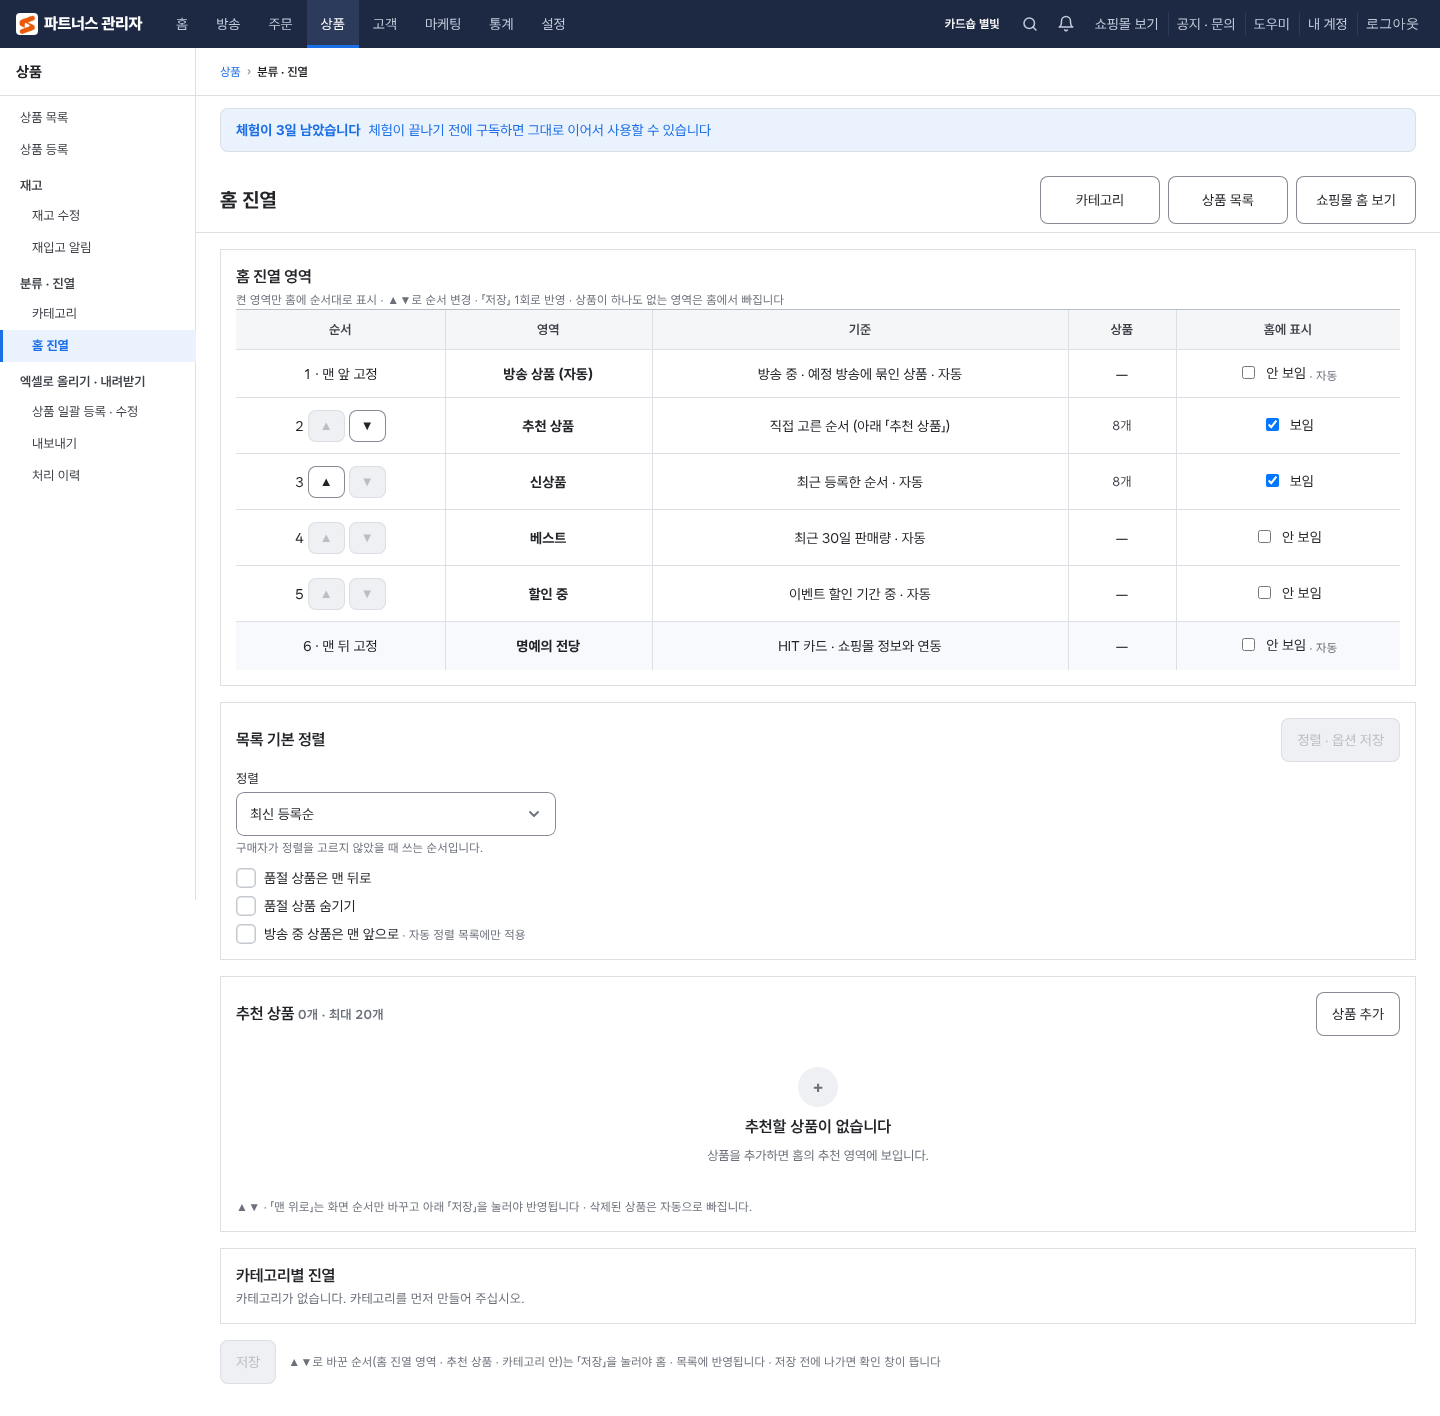 파트너스 관리자 홈 방송 주문 상품 고객 마케팅 통계 설정 카드숍 별빛 쇼핑몰 보기 공지 · 문의 도우미 내 계정 로그아웃
상품
상품 › 분류 · 진열
상품 목록
상품 등록
재고
재고 수정
재입고 알림
분류 · 진열
카테고리
홈 진열
엑셀로 올리기 · 내려받기
상품 일괄 등록 · 수정
내보내기
처리 이력
체험이 3일 남았습니다 체험이 끝나기 전에 구독하면 그대로 이어서 사용할 수 있습니다
홈 진열 카테고리 상품 목록 쇼핑몰 홈 보기
홈 진열 영역
켠 영역만 홈에 순서대로 표시 · ▲▼로 순서 변경 · 「저장」 1회로 반영 · 상품이 하나도 없는 영역은 홈에서 빠집니다
순서 영역 기준 상품 홈에 표시
1 · 맨 앞 고정 방송 상품 (자동) 방송 중 · 예정 방송에 묶인 상품 · 자동 — 안 보임 · 자동
2 ▲ ▼ 추천 상품 직접 고른 순서 (아래 「추천 상품」) 8개 보임
3 ▲ ▼ 신상품 최근 등록한 순서 · 자동 8개 보임
4 ▲ ▼ 베스트 최근 30일 판매량 · 자동 — 안 보임
5 ▲ ▼ 할인 중 이벤트 할인 기간 중 · 자동 — 안 보임
6 · 맨 뒤 고정 명예의 전당 HIT 카드 · 쇼핑몰 정보와 연동 — 안 보임 · 자동
목록 기본 정렬 정렬 · 옵션 저장
정렬
최신 등록순
구매자가 정렬을 고르지 않았을 때 쓰는 순서입니다.
품절 상품은 맨 뒤로
품절 상품 숨기기
방송 중 상품은 맨 앞으로 · 자동 정렬 목록에만 적용
추천 상품 0개 · 최대 20개 상품 추가
+
추천할 상품이 없습니다
상품을 추가하면 홈의 추천 영역에 보입니다.
▲▼ · 「맨 위로」는 화면 순서만 바꾸고 아래 「저장」을 눌러야 반영됩니다 · 삭제된 상품은 자동으로 빠집니다.
카테고리별 진열
카테고리가 없습니다. 카테고리를 먼저 만들어 주십시오.
저장 ▲▼로 바꾼 순서(홈 진열 영역 · 추천 상품 · 카테고리 안)는 「저장」을 눌러야 홈 · 목록에 반영됩니다 · 저장 전에 나가면 확인 창이 뜹니다